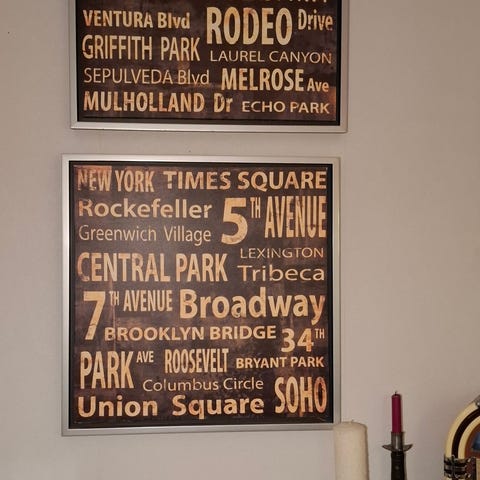 VENTURA Blvd RODEO Drive
GRIFFITH PARK LAUREL CANYON
SEPULVEDA Blvd MELROSE Ave
MULHOLLAND Dr ECHO PARK
NEW YORK TIMES SQUARE
Rockefeller 5TH AVENUE
Greenwich Village
LEXINGTON
CENTRAL PARK Tribeca
7TH AVENUE Broadway
BROOKLYN BRIDGE 34TH
PARK AVE ROOSEVELT BRYANT PARK
Columbus Circle
Union Square SOHO